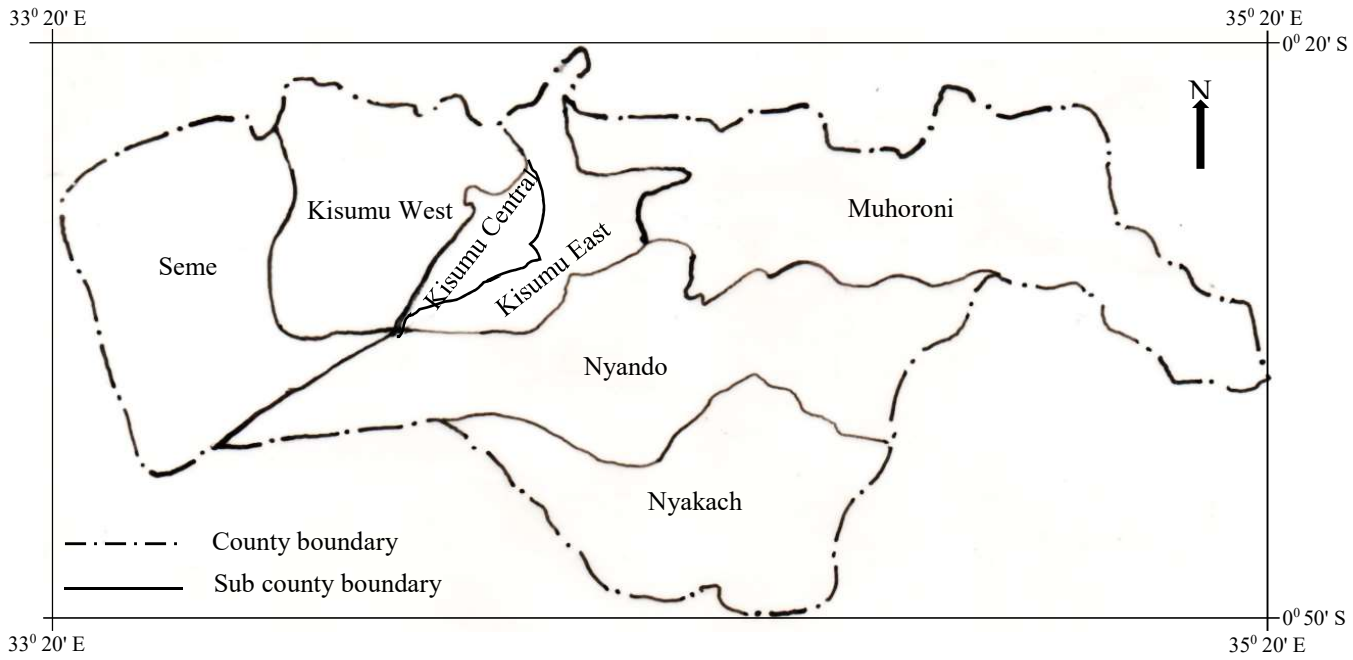 33⁰ 20' E
35⁰ 20' E
0⁰ 20' S
N
Kisumu West
Kisumu Central
Muhoroni
Seme
Kisumu East
Nyando
Nyakach
County boundary
Sub county boundary
0⁰ 50' S
33⁰ 20' E
35⁰ 20' E